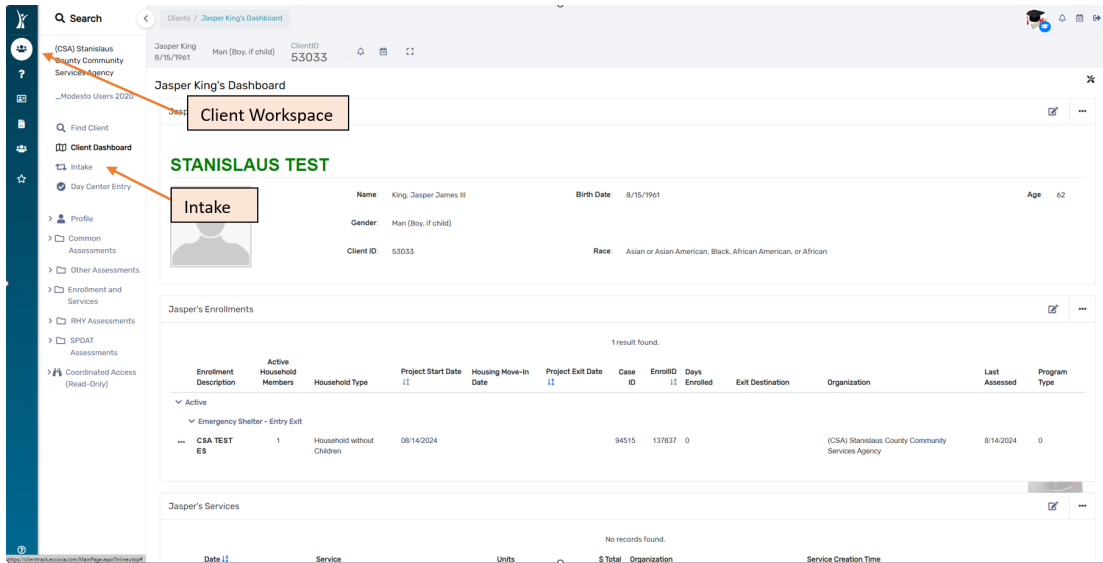 Search
Clients / Jasper King's Dashboard
(CSA) Stanislaus
County Community
Services Agency
_Modesto Users 2020
Find Client
Client Dashboard
Intake
Day Center Entry
Profile
Common
Assessments
Other Assessments
Enrollment and
Services
RHY Assessments
SPDAT
Assessments
Coordinated Access
(Read-Only)
Jasper King
8/15/1961
Man (Boy, if child)
ClientID
53033
Jasper King's Dashboard
Client Workspace
Intake
STANISLAUS TEST
Name: King, Jasper James III
Birth Date: 8/15/1961
Age: 62
Gender: Man (Boy, if child)
Client ID: 53033
Race: Asian or Asian American, Black, African American, or African
Jasper's Enrollments
1 result found.
Enrollment Description Active Household Members Household Type Project Start Date Housing Move-In Date Project Exit Date Case ID EnrollID Days Enrolled Exit Destination Organization Last Assessed Program Type
Active
Emergency Shelter - Entry Exit
CSA TEST ES 1 Household without Children 08/14/2024 94515 137637 0 (CSA) Stanislaus County Community Services Agency 8/14/2024 0
Jasper's Services
No records found.
Date Service Units $ Total Organization Service Creation Time